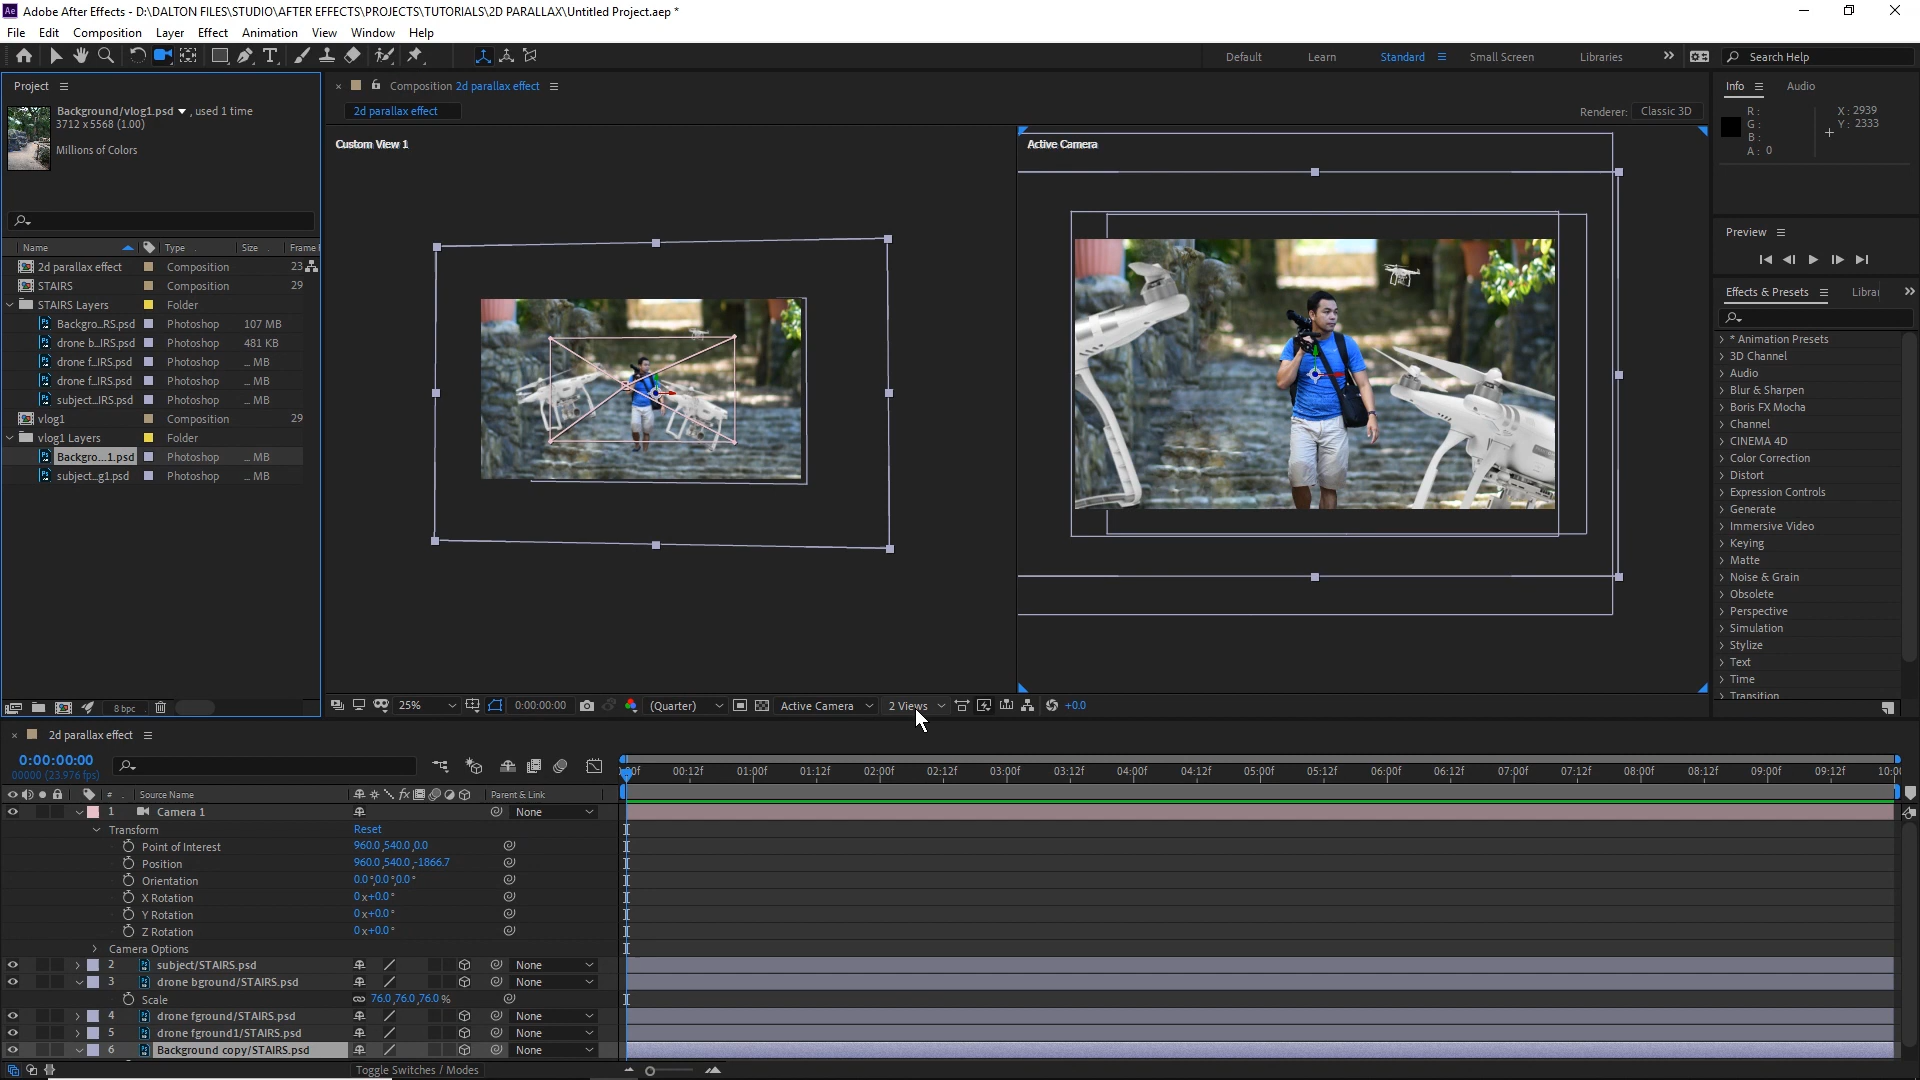 Ae Adobe After Effects - D:\DALTON FILES\STUDIO\AFTER EFFECTS\PROJECTS\TUTORIALS\2D PARALLAX\Untitled Project.aep *
File Edit Composition Layer Effect Animation View Window Help
Default Learn Standard Small Screen Libraries Search Help
Project
Background/vlog1.psd , used 1 time
3712 x 5568 (1.00)
Millions of Colors
Name Type Size Frame
2d parallax effect Composition 23
STAIRS Composition 29
STAIRS Layers Folder
Backgro...RS.psd Photoshop 107 MB
drone b...IRS.psd Photoshop 481 KB
drone f...IRS.psd Photoshop ... MB
drone f...IRS.psd Photoshop ... MB
subject...IRS.psd Photoshop ... MB
vlog1 Composition 29
vlog1 Layers Folder
Backgro...1.psd Photoshop ... MB
subject...g1.psd Photoshop ... MB
8 bpc
Composition 2d parallax effect
2d parallax effect
Renderer: Classic 3D
Custom View 1
Active Camera
25% 0:00:00:00 (Quarter) Active Camera 2 Views +0.0
Info Audio
R: X: 2939
G: Y: 2333
B:
A: 0
Preview
Effects & Presets Librar
* Animation Presets
3D Channel
Audio
Blur & Sharpen
Boris FX Mocha
Channel
CINEMA 4D
Color Correction
Distort
Expression Controls
Generate
Immersive Video
Keying
Matte
Noise & Grain
Obsolete
Perspective
Simulation
Stylize
Text
Time
Transition
2d parallax effect
0:00:00:00
00000 (23.976 fps)
00f 00:12f 01:00f 01:12f 02:00f 02:12f 03:00f 03:12f 04:00f 04:12f 05:00f 05:12f 06:00f 06:12f 07:00f 07:12f 08:00f 08:12f 09:00f 09:12f 10:0
# Source Name fx Parent & Link
1 Camera 1 None
Transform Reset
Point of Interest 960.0,540.0,0.0
Position 960.0,540.0,-1866.7
Orientation 0.0°,0.0°,0.0°
X Rotation 0x+0.0°
Y Rotation 0x+0.0°
Z Rotation 0x+0.0°
Camera Options
2 subject/STAIRS.psd None
3 drone bground/STAIRS.psd None
Scale 76.0,76.0,76.0%
4 drone fground/STAIRS.psd None
5 drone fground1/STAIRS.psd None
6 Background copy/STAIRS.psd None
Toggle Switches / Modes